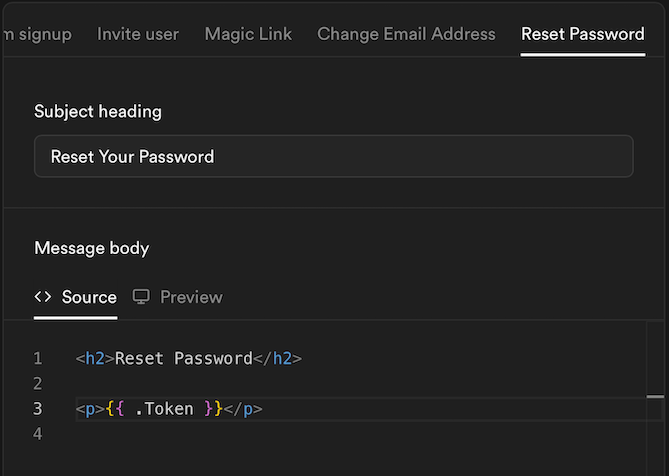 m signup Invite user Magic Link Change Email Address Reset Password
Subject heading
Reset Your Password
Message body
<> Source Preview
1 <h2>Reset Password</h2>
2
3 <p>{{ .Token }}</p>
4